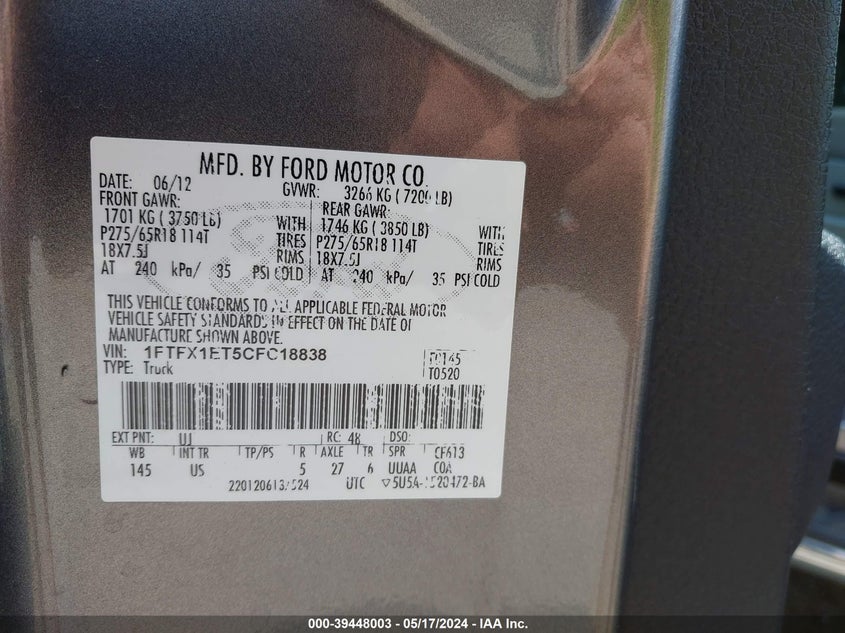 MFD. BY FORD MOTOR CO.
DATE: 06/12 GVWR: 3266 KG ( 7200 LB)
FRONT GAWR: REAR GAWR:
1701 KG ( 3750 LB) WITH 1746 KG ( 3850 LB) WITH
P275/65R18 114T TIRES P275/65R18 114T TIRES
18X7.5J RIMS 18X7.5J RIMS
AT 240 kPa/ 35 PSI COLD AT 240 kPa/ 35 PSI COLD
THIS VEHICLE CONFORMS TO ALL APPLICABLE FEDERAL MOTOR
VEHICLE SAFETY STANDARDS IN EFFECT ON THE DATE OF
MANUFACTURE SHOWN ABOVE.
VIN: 1FTFX1ET5CFC18838 T0145
TYPE: Truck T0520
EXT PNT: UJ RC: 48 DSO:
WB INT TR TP/PS R AXLE TR SPR CF613
145 US 5 27 6 UUAA COA
UTC
000-39448003 — 05/17/2024 — IAA Inc.